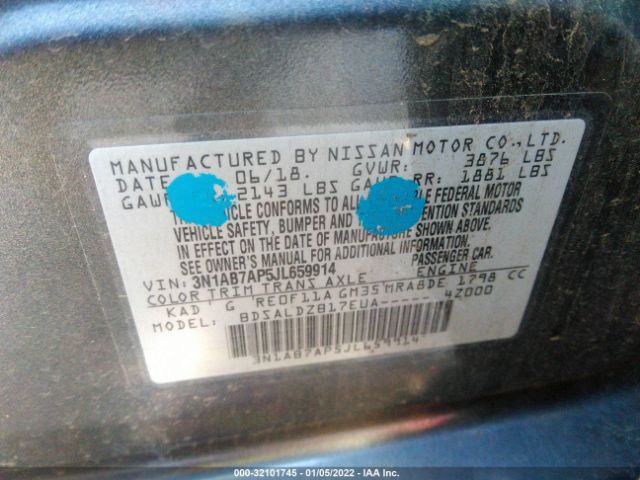 MANUFACTURED BY NISSAN MOTOR CO., LTD.
DATE 06/18. GVWR: 3876 LBS
GAWR 2143 LBS GA RR: 1881 LBS
VEHICLE CONFORMS TO ALL FEDERAL MOTOR
VEHICLE SAFETY, BUMPER AND STANDARDS
IN EFFECT ON THE DATE OF MANUFACTURE SHOWN ABOVE.
SEE OWNER'S MANUAL FOR ADDITIONAL INFORMATION.
VIN: 3N1AB7AP5JL659914 PASSENGER CAR.
COLOR TRIM TRANS AXLE ENGINE
KAD G RE0F11A GM35 MRA8DE 1798 CC
MODEL: BDSALDZB17EUA----- 4Z000
3N1AB7AP5JL659914
000-32101745 - 01/05/2022 - IAA Inc.